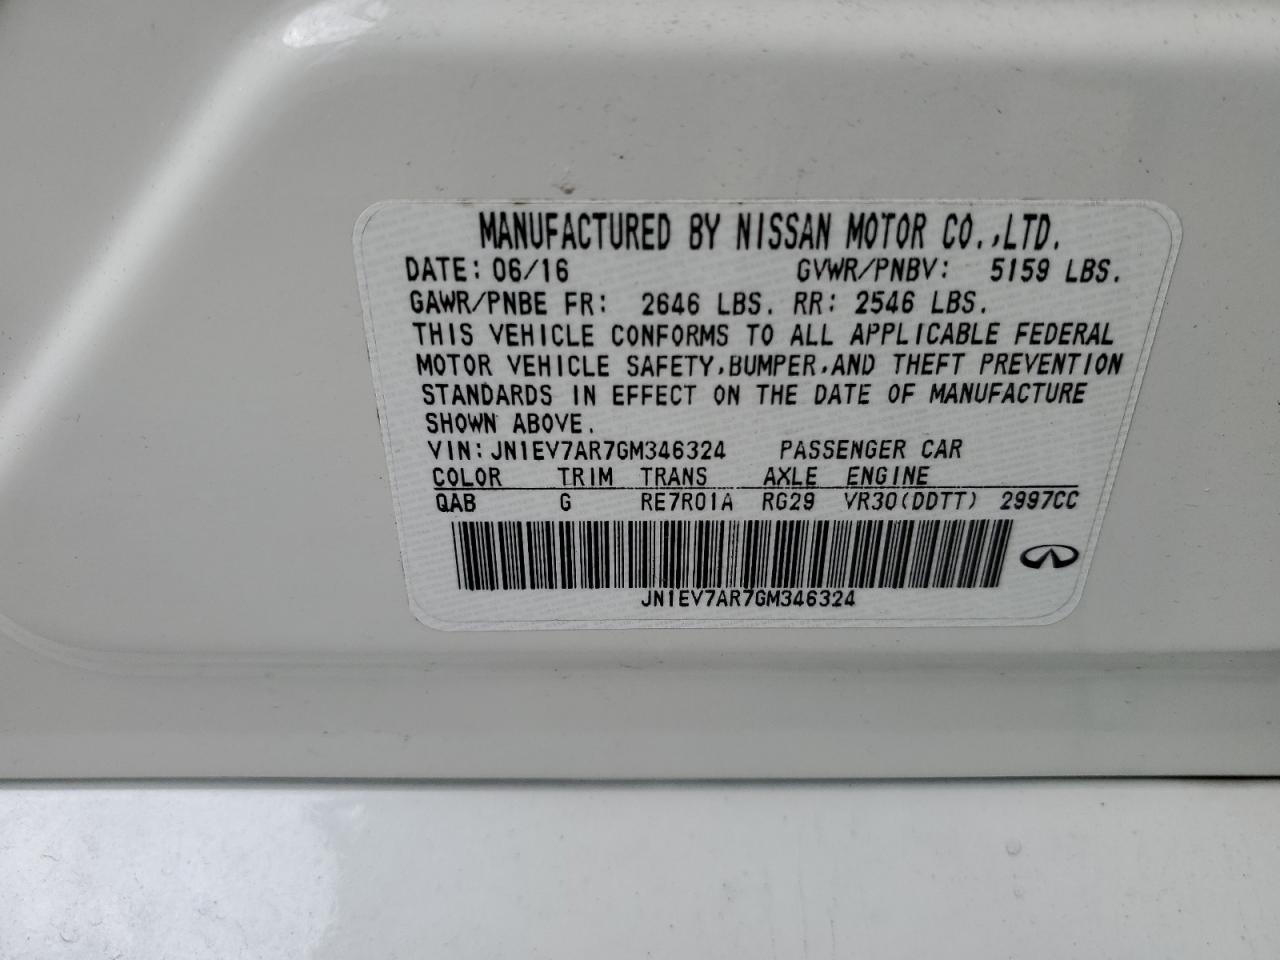 MANUFACTURED BY NISSAN MOTOR CO.,LTD.
DATE: 06/16 GVWR/PNBV: 5159 LBS.
GAWR/PNBE FR: 2646 LBS. RR: 2546 LBS.
THIS VEHICLE CONFORMS TO ALL APPLICABLE FEDERAL
MOTOR VEHICLE SAFETY,BUMPER,AND THEFT PREVENTION
STANDARDS IN EFFECT ON THE DATE OF MANUFACTURE
SHOWN ABOVE.
VIN: JN1EV7AR7GM346324 PASSENGER CAR
COLOR TRIM TRANS AXLE ENGINE
QAB G RE7R01A RG29 VR30(DDTT) 2997CC
JN1EV7AR7GM346324